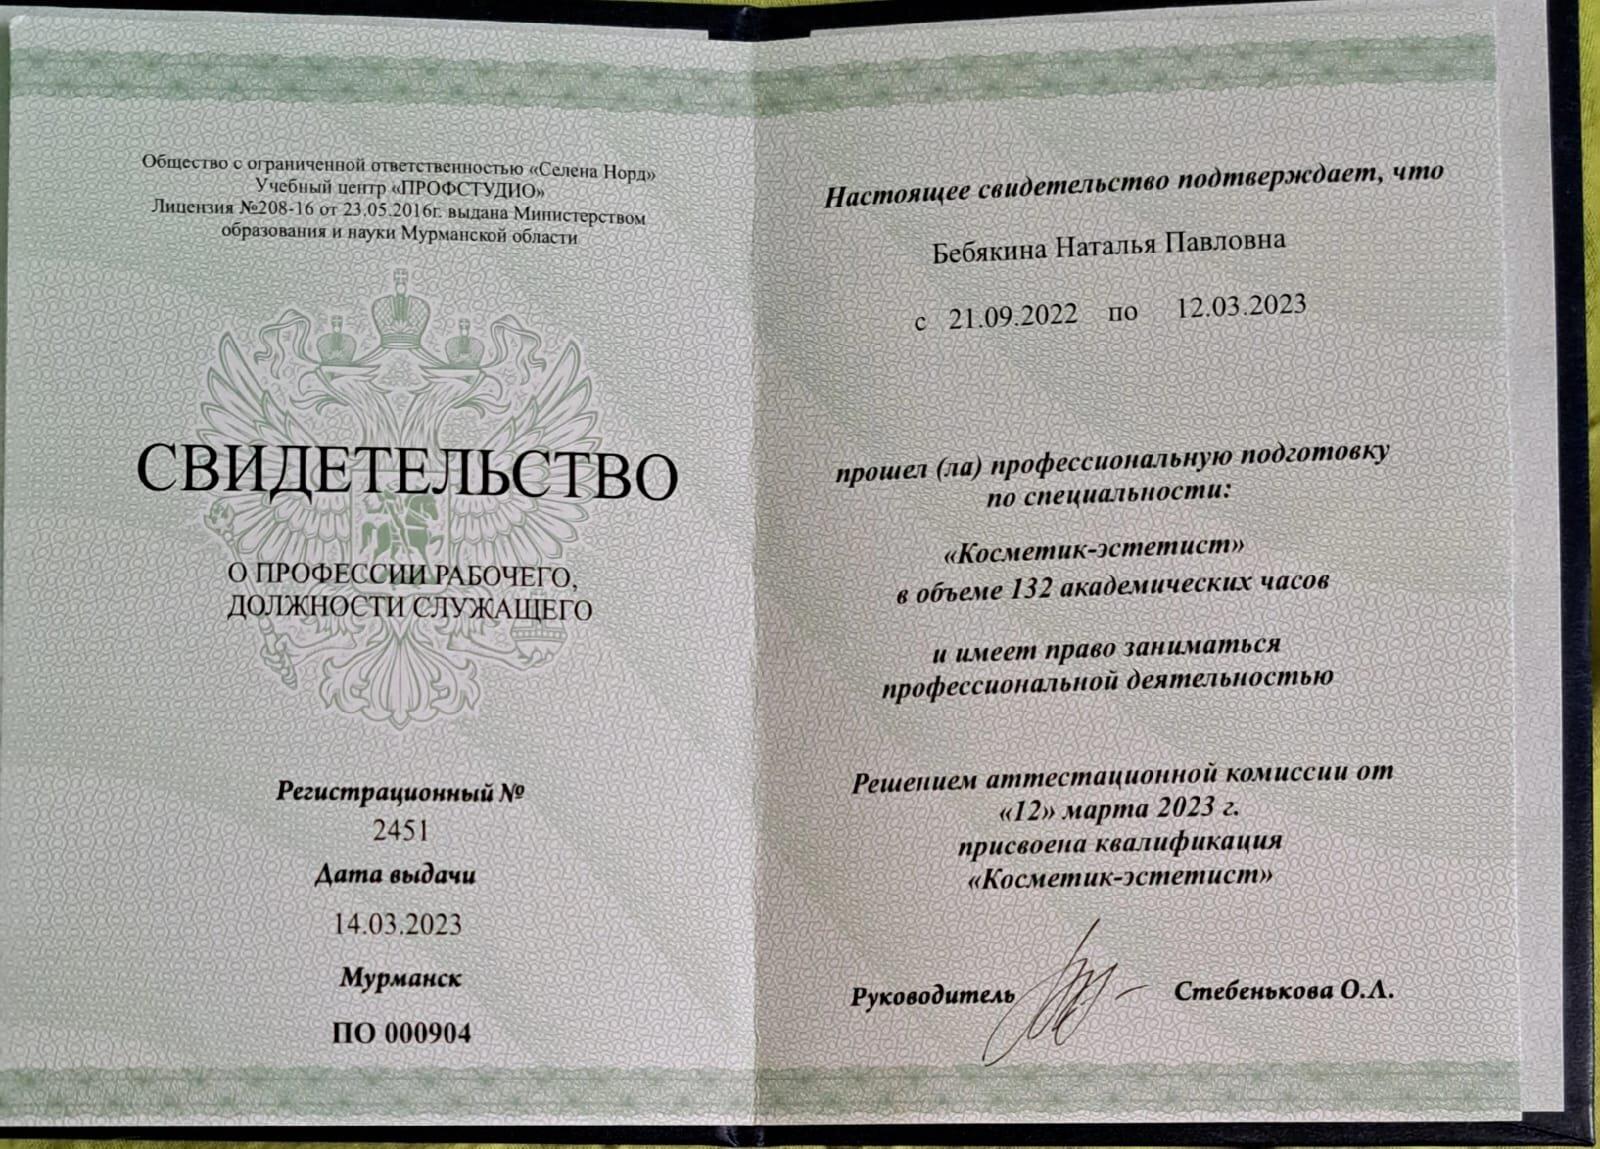 Общество с ограниченной ответственностью «Селена Норд»
Учебный центр «ПРОФСТУДИО»
Лицензия №208-16 от 23.05.2016г. выдана Министерством
образования и науки Мурманской области
СВИДЕТЕЛЬСТВО
О ПРОФЕССИИ РАБОЧЕГО,
ДОЛЖНОСТИ СЛУЖАЩЕГО
Регистрационный №
2451
Дата выдачи
14.03.2023
Мурманск
ПО 000904
Настоящее свидетельство подтверждает, что
Бебякина Наталья Павловна
с 21.09.2022 по 12.03.2023
прошел (ла) профессиональную подготовку
по специальности:
«Косметик-эстетист»
в объеме 132 академических часов
и имеет право заниматься
профессиональной деятельностью
Решением аттестационной комиссии от
«12» марта 2023 г.
присвоена квалификация
«Косметик-эстетист»
Руководитель Стебенькова О.Л.